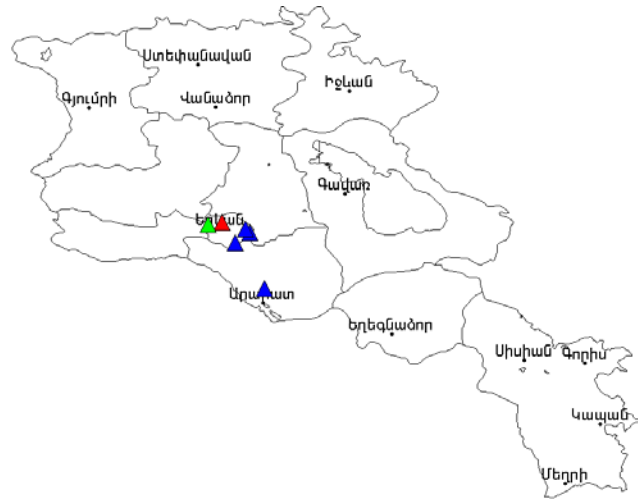 Ստեփանավան
Իջևան
Գյումրի
Վանաձոր
Գավառ
Եղեգնաձոր
Սիսիան
Գորիս
Կապան
Մեղրի